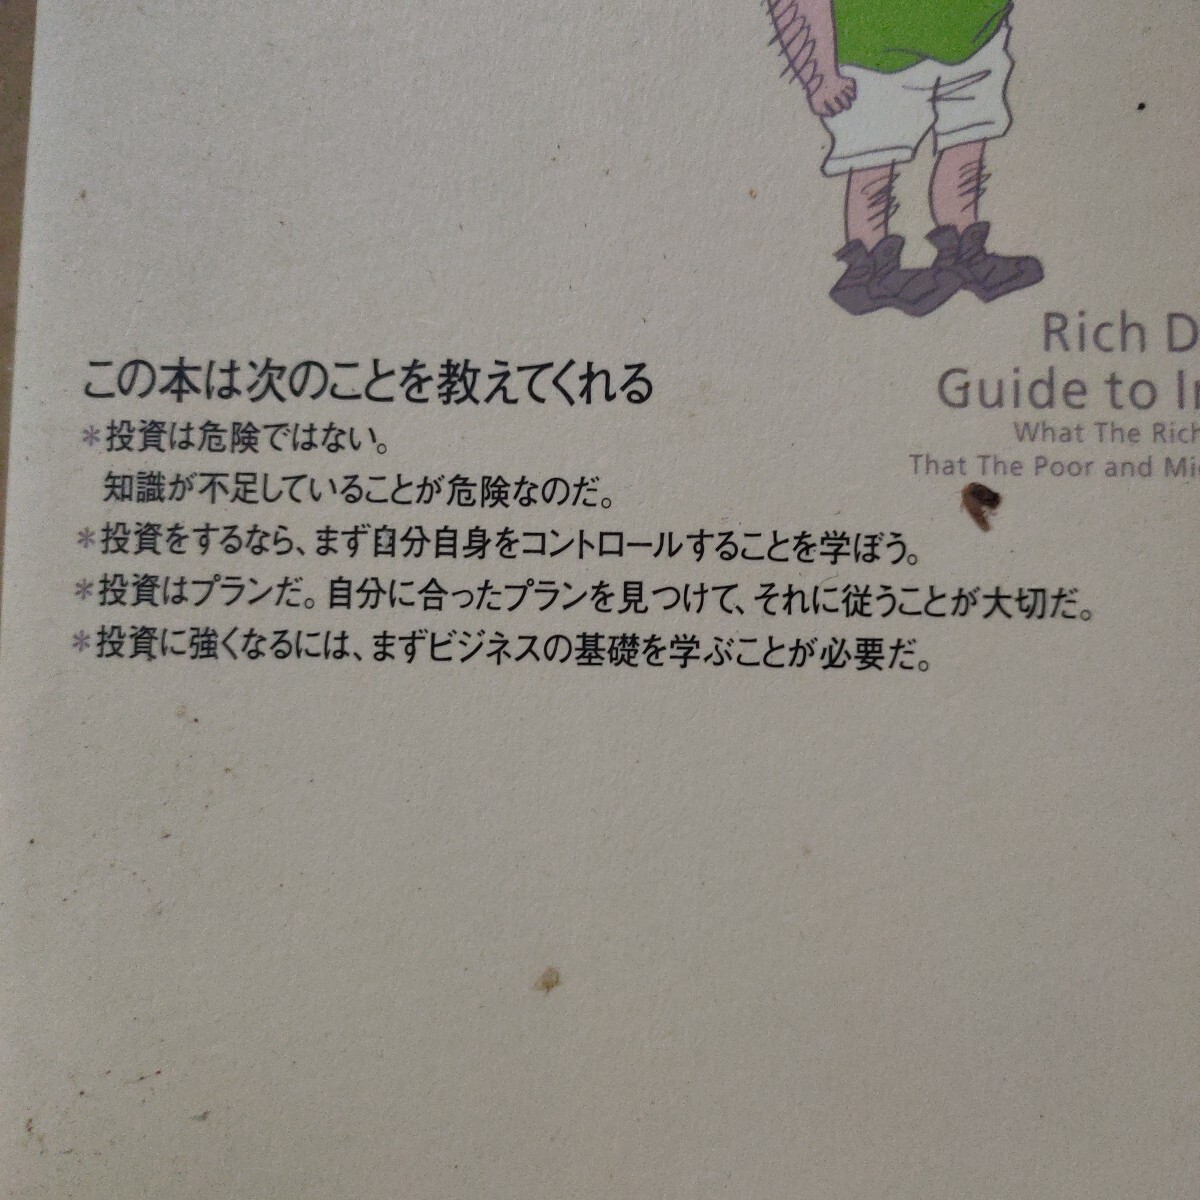 Rich D
Guide to In
What The Rich
That The Poor and Mid
この本は次のことを教えてくれる
*投資は危険ではない。
知識が不足していることが危険なのだ。
*投資をするなら、まず自分自身をコントロールすることを学ぼう。
*投資はプランだ。自分に合ったプランを見つけて、それに従うことが大切だ。
*投資に強くなるには、まずビジネスの基礎を学ぶことが必要だ。